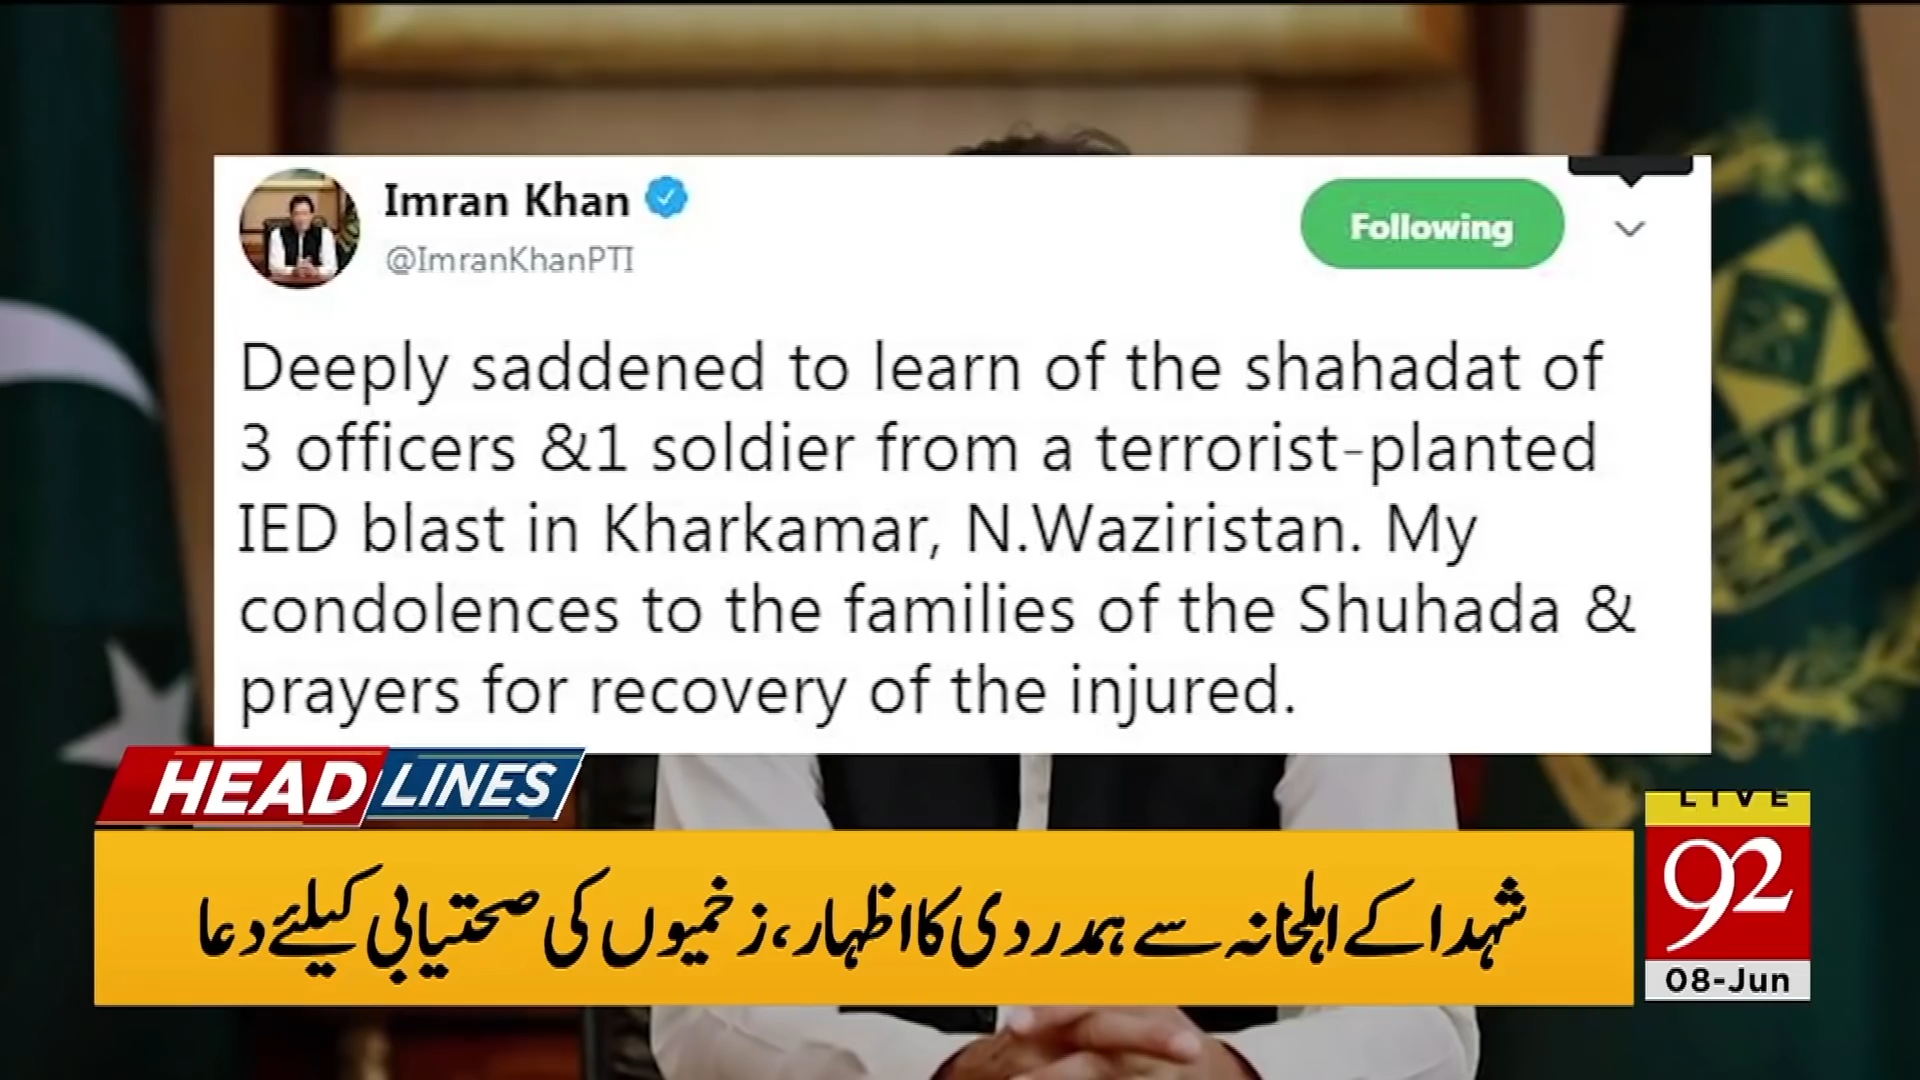 Imran Khan
@ImranKhanPTI
Following
Deeply saddened to learn of the shahadat of
3 officers &1 soldier from a terrorist-planted
IED blast in Kharkamar, N.Waziristan. My
condolences to the families of the Shuhada &
prayers for recovery of the injured.
HEADLINES
شہدا کے اہلخانہ سے ہمدردی کا اظہار، زخمیوں کی صحتیابی کیلئے دعا
LIVE
92
08-Jun